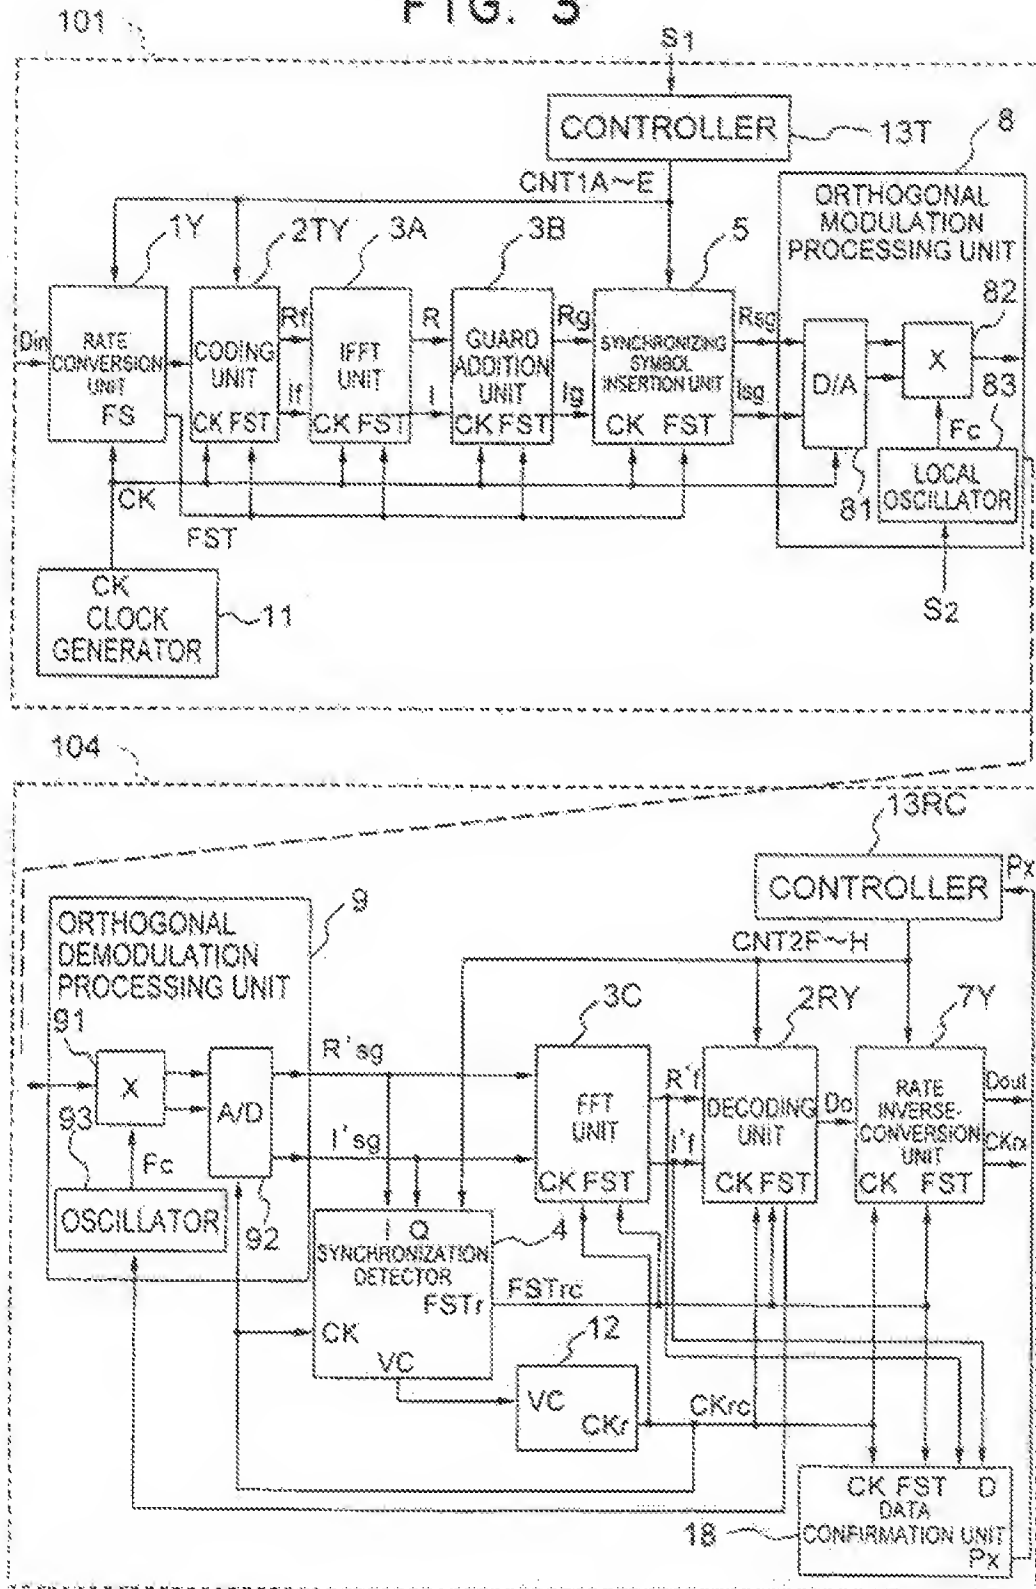 FIG. 3
101
S1
CONTROLLER
13T
8
CNT1A~E
ORTHOGONAL
MODULATION
PROCESSING UNIT
1Y
2TY
3A
3B
5
82
Din
RATE
CONVERSION
UNIT
FS
CODING
UNIT
CK FST
Rf
If
IFFT
UNIT
CK FST
R
I
GUARD
ADDITION
UNIT
CK FST
Rg
Ig
SYNCHRONIZING
SYMBOL
INSERTION UNIT
CK FST
Rsg
Isg
D/A
X
83
Fc
CK
FST
81
LOCAL
OSCILLATOR
S2
CK
CLOCK
GENERATOR
11
104
13RC
CONTROLLER
Px
ORTHOGONAL
DEMODULATION
PROCESSING UNIT
9
CNT2F~H
3C
2RY
7Y
91
X
A/D
R'sg
I'sg
FFT
UNIT
CK FST
R'f
I'f
DECODING
UNIT
CK FST
Do
RATE
INVERSE-
CONVERSION
UNIT
CK FST
Dout
CKrx
93
Fc
OSCILLATOR
92
I Q
SYNCHRONIZATION
DETECTOR
FSTr
CK
VC
4
FSTrc
12
VC
CKr
CKrc
CK FST D
DATA
CONFIRMATION UNIT
Px
18